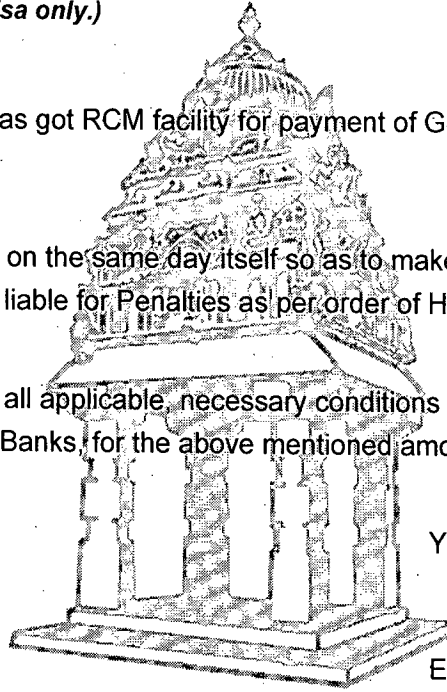 sa only.)
as got RCM facility for payment of G
on the same day itself so as to make
liable for Penalties as per order of H
all applicable, necessary conditions
Banks, for the above mentioned amo
Y
E